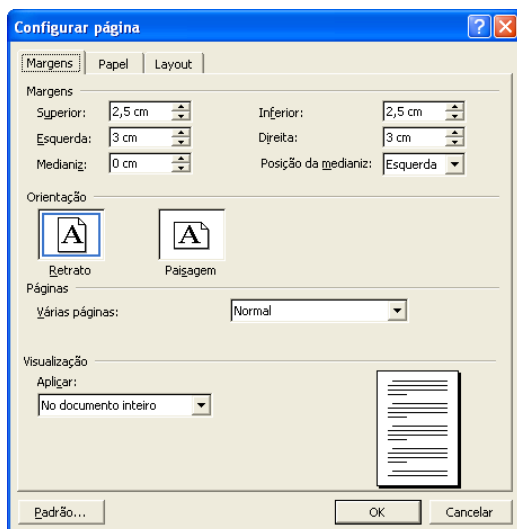 Configurar página
Margens Papel Layout
Margens
Superior: 2,5 cm Inferior: 2,5 cm
Esquerda: 3 cm Direita: 3 cm
Medianiz: 0 cm Posição da medianiz: Esquerda
Orientação
A A
Retrato Paisagem
Páginas
Várias páginas: Normal
Visualização
Aplicar:
No documento inteiro
Padrão... OK Cancelar